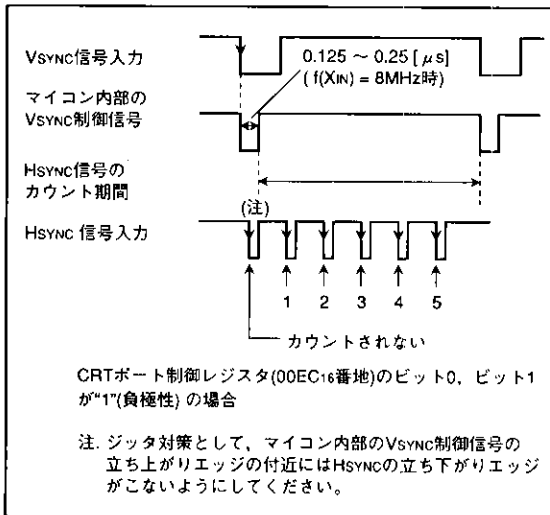 VSYNC信号入力
0.125 ～ 0.25 [ μs]
( f(XIN) = 8MHz時)
マイコン内部の
VSYNC制御信号
HSYNC信号の
カウント期間
(注)
HSYNC 信号入力
1 2 3 4 5
カウントされない
CRTポート制御レジスタ(00EC16番地)のビット0, ビット1
が"1"(負極性) の場合
注. ジッタ対策として, マイコン内部のVSYNC制御信号の
立ち上がりエッジの付近にはHSYNCの立ち下がりエッジ
がこないようにしてください。